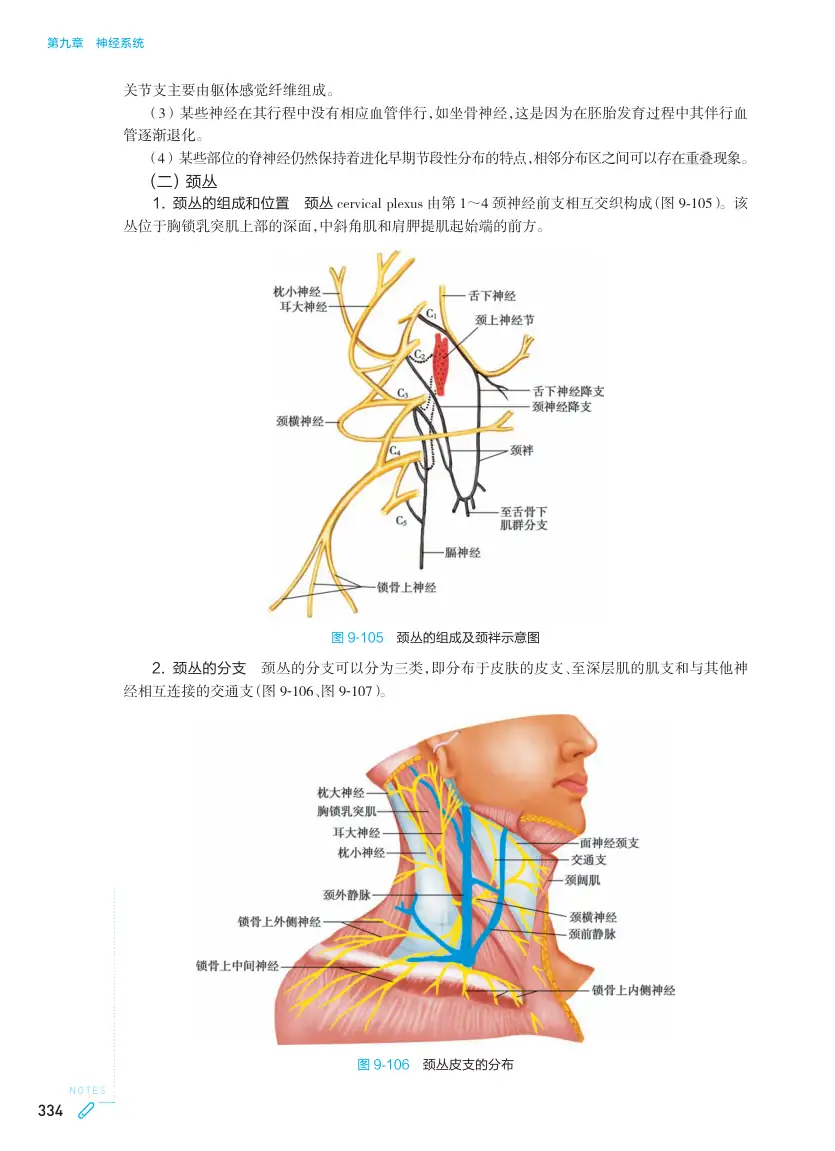 第九章　神经系统
关节支主要由躯体感觉纤维组成。
（3）某些神经在其行程中没有相应血管伴行，如坐骨神经，这是因为在胚胎发育过程中其伴行血
管逐渐退化。
（4）某些部位的脊神经仍然保持着进化早期节段性分布的特点，相邻分布区之间可以存在重叠现象。
（二）颈丛
1. 颈丛的组成和位置　颈丛 cervical plexus 由第 1～4 颈神经前支相互交织构成（图 9-105）。该
丛位于胸锁乳突肌上部的深面，中斜角肌和肩胛提肌起始端的前方。
枕小神经
耳大神经
舌下神经
C1
颈上神经节
C2
C3
舌下神经降支
颈神经降支
颈横神经
C4
颈袢
C5
至舌骨下
肌群分支
膈神经
锁骨上神经
图 9-105　颈丛的组成及颈袢示意图
2. 颈丛的分支　颈丛的分支可以分为三类，即分布于皮肤的皮支、至深层肌的肌支和与其他神
经相互连接的交通支（图 9-106、图 9-107）。
枕大神经
胸锁乳突肌
耳大神经
枕小神经
面神经颈支
交通支
颈阔肌
颈外静脉
颈横神经
锁骨上外侧神经
颈前静脉
锁骨上中间神经
锁骨上内侧神经
图 9-106　颈丛皮支的分布
NOTES
334